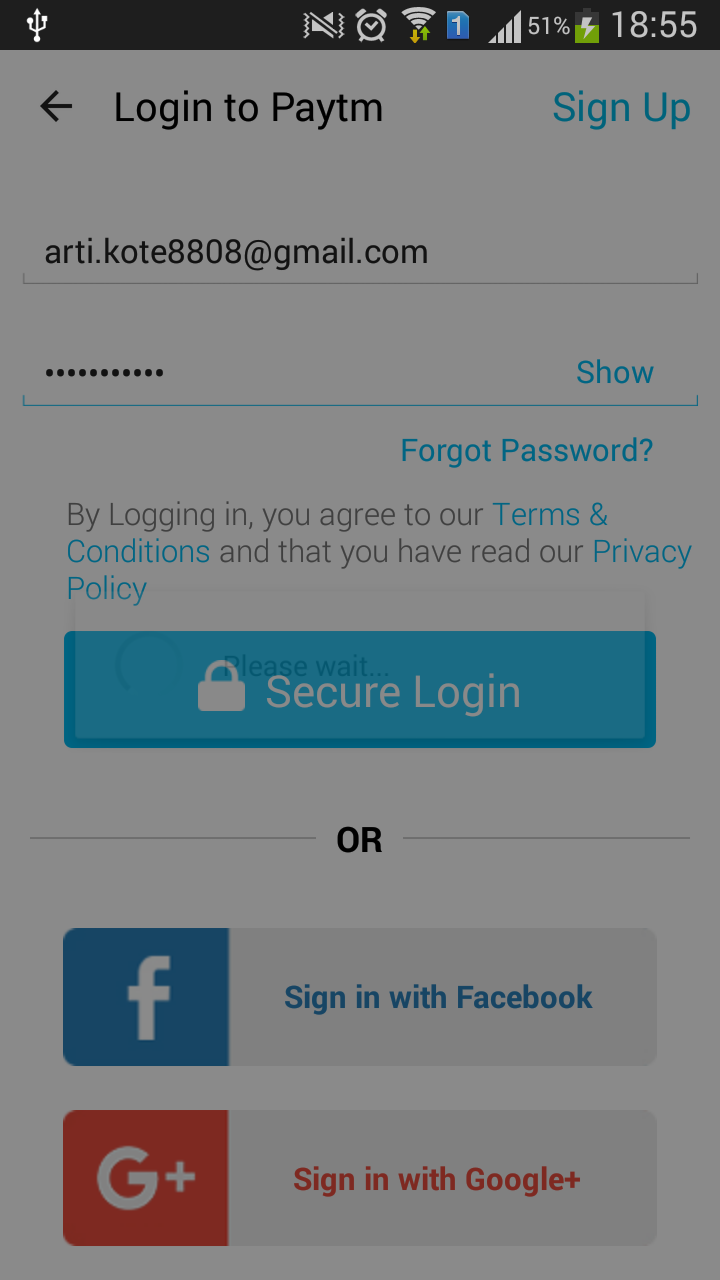 1 51% 18:55
Login to Paytm Sign Up
arti.kote8808@gmail.com
••••••••••• Show
Forgot Password?
By Logging in, you agree to our Terms &
Conditions and that you have read our Privacy
Policy
Please wait...
Secure Login
OR
f Sign in with Facebook
G+ Sign in with Google+